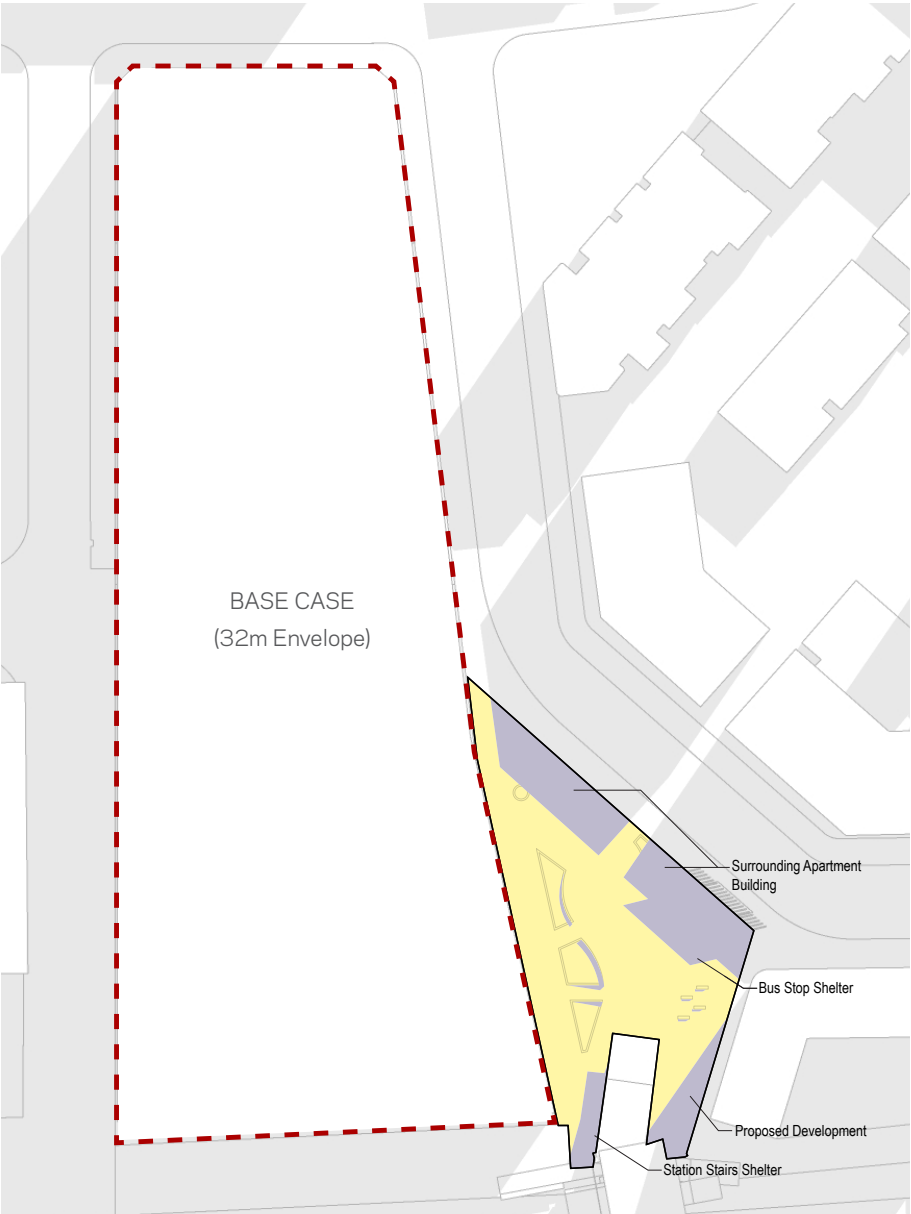 BASE CASE
(32m Envelope)
Surrounding Apartment
Building
Bus Stop Shelter
Proposed Development
Station Stairs Shelter